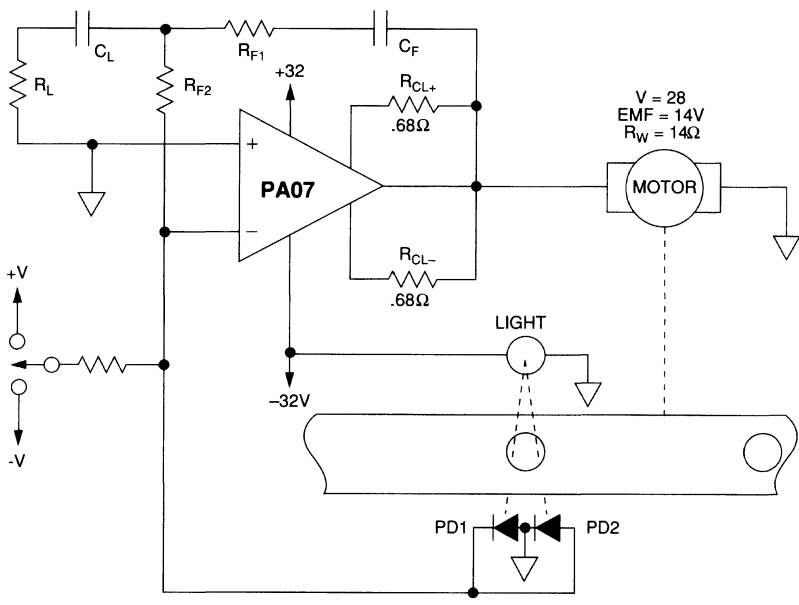 C_L
R_F1
C_F
R_L
R_F2
+32
R_CL+
.68Ω
V = 28
EMF = 14V
R_W = 14Ω
+
PA07
MOTOR
−
R_CL−
.68Ω
+V
LIGHT
−32V
-V
PD1
PD2